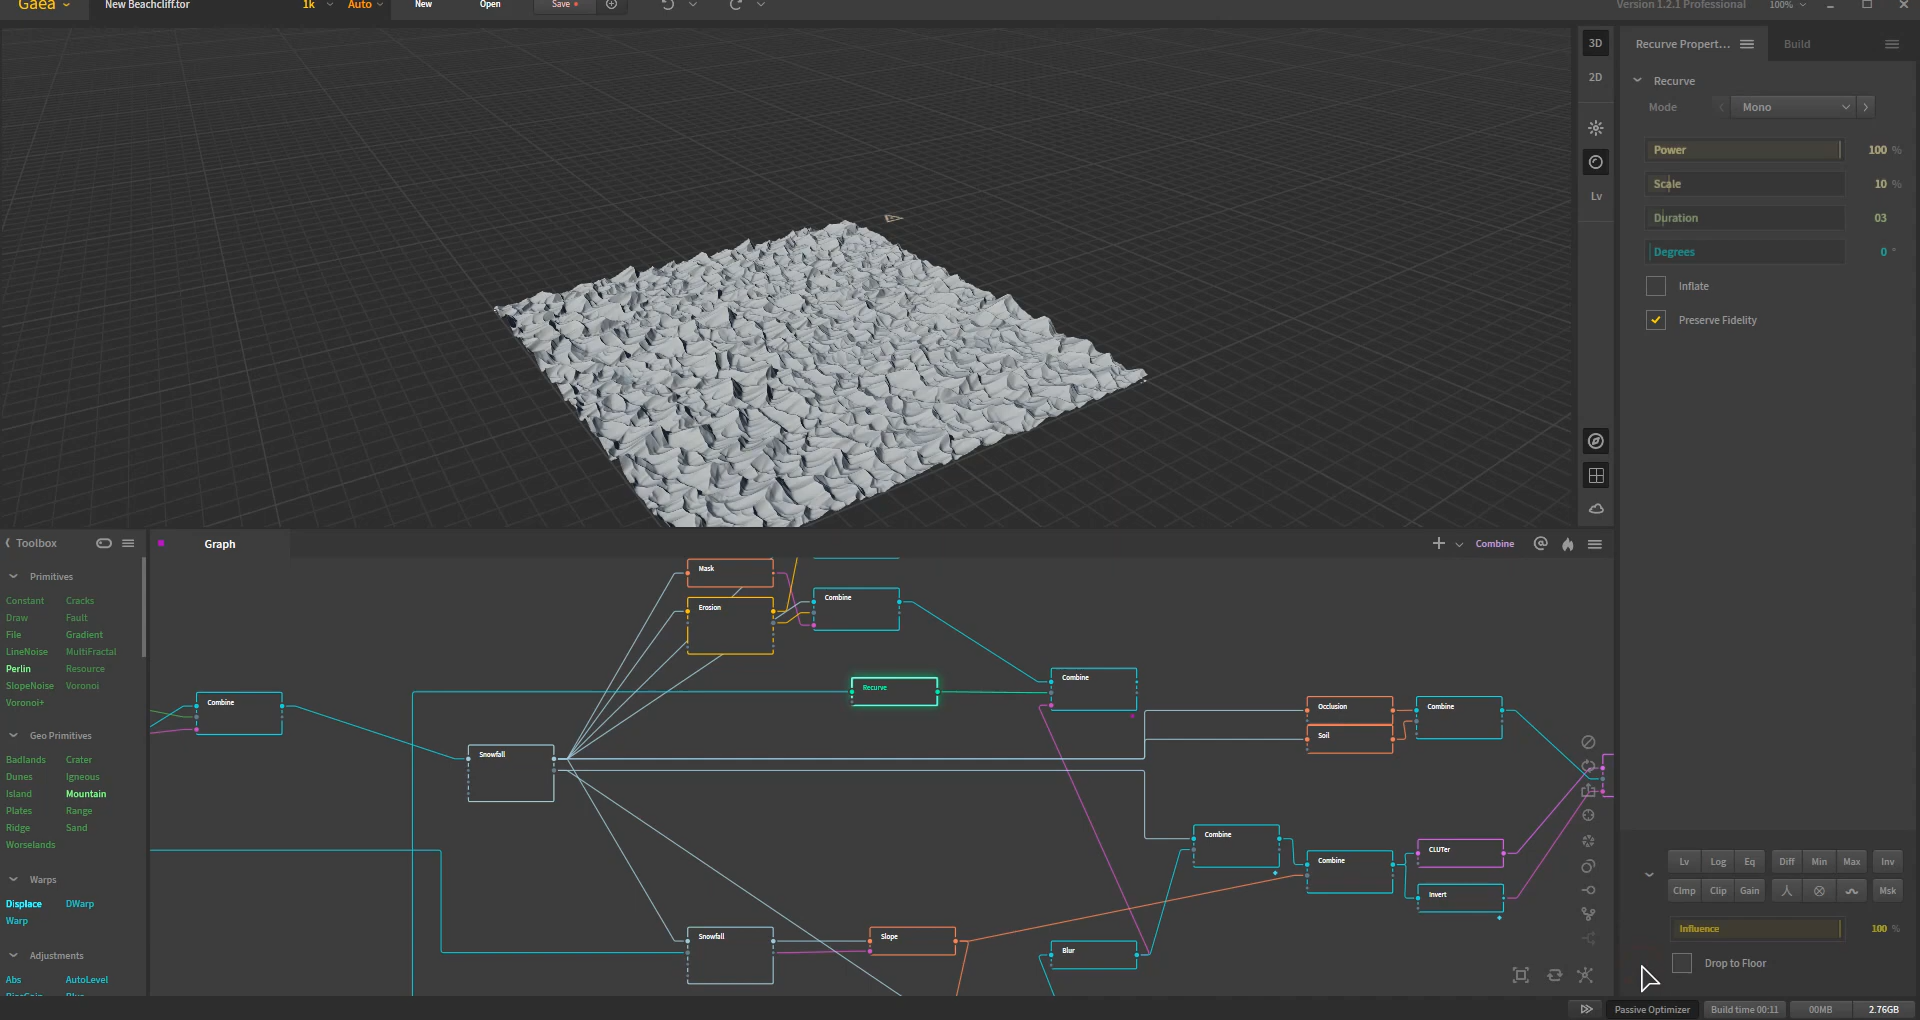 Gaea New Beachcliff.tor 1k Auto New Open Save Version 1.2.1 Professional 100%
3D Recurve Propert... Build
2D
Recurve
Mode Mono
Power 100 %
Scale 10 %
Lv
Duration 03
Degrees 0 °
Inflate
Preserve Fidelity
Toolbox Graph Combine
Primitives
Constant Cracks
Draw Fault
File Gradient
LineNoise MultiFractal
Perlin Resource
SlopeNoise Voronoi
Voronoi+
Geo Primitives
Badlands Crater
Dunes Igneous
Island Mountain
Plates Range
Ridge Sand
Worselands
Warps
Displace DWarp
Warp
Adjustments
Abs AutoLevel
Mask
Erosion
Combine
Recurve
Combine
Combine
Snowfall
Occlusion
Soil
Combine
Combine
Combine
CLUTer
Invert
Snowfall
Slope
Blur
Lv Log Eq Diff Min Max Inv
Clmp Clip Gain Msk
Influence 100 %
Drop to Floor
Passive Optimizer Build time 00:11 00MB 2.76GB